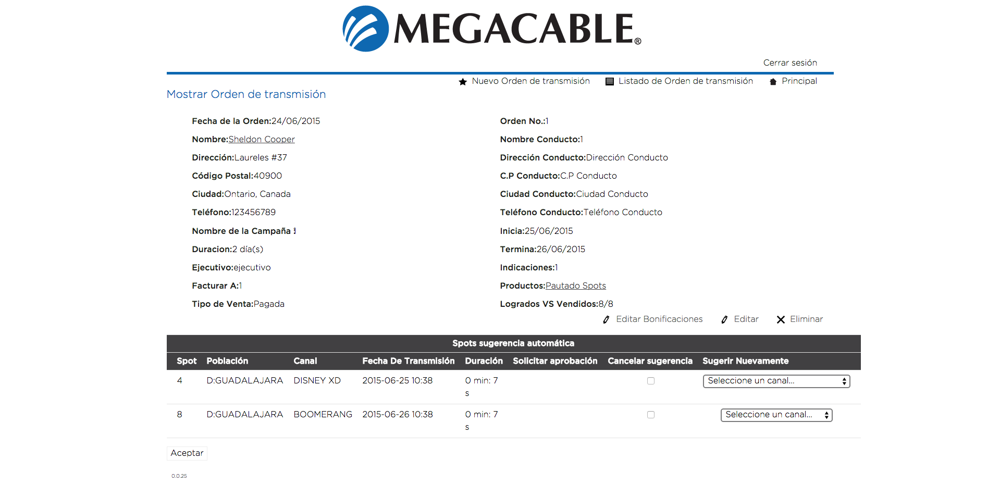 MEGACABLE®
Cerrar sesión
Nuevo Orden de transmisión Listado de Orden de transmisión Principal
Mostrar Orden de transmisión
Fecha de la Orden:24/06/2015 Orden No.:1
Nombre:Sheldon Cooper Nombre Conducto:1
Dirección:Laureles #37 Dirección Conducto:Dirección Conducto
Código Postal:40900 C.P Conducto:C.P Conducto
Ciudad:Ontario, Canada Ciudad Conducto:Ciudad Conducto
Teléfono:123456789 Teléfono Conducto:Teléfono Conducto
Nombre de la Campaña Inicia:25/06/2015
Duracion:2 día(s) Termina:26/06/2015
Ejecutivo:ejecutivo Indicaciones:1
Facturar A:1 Productos:Pautado Spots
Tipo de Venta:Pagada Logrados VS Vendidos:8/8
Editar Bonificaciones Editar Eliminar
Spots sugerencia automática
Spot Población Canal Fecha De Transmisión Duración Solicitar aprobación Cancelar sugerencia Sugerir Nuevamente
4 D:GUADALAJARA DISNEY XD 2015-06-25 10:38 0 min: 7 Seleccione un canal...
s
8 D:GUADALAJARA BOOMERANG 2015-06-26 10:38 0 min: 7 Seleccione un canal...
s
Aceptar
0.0.25